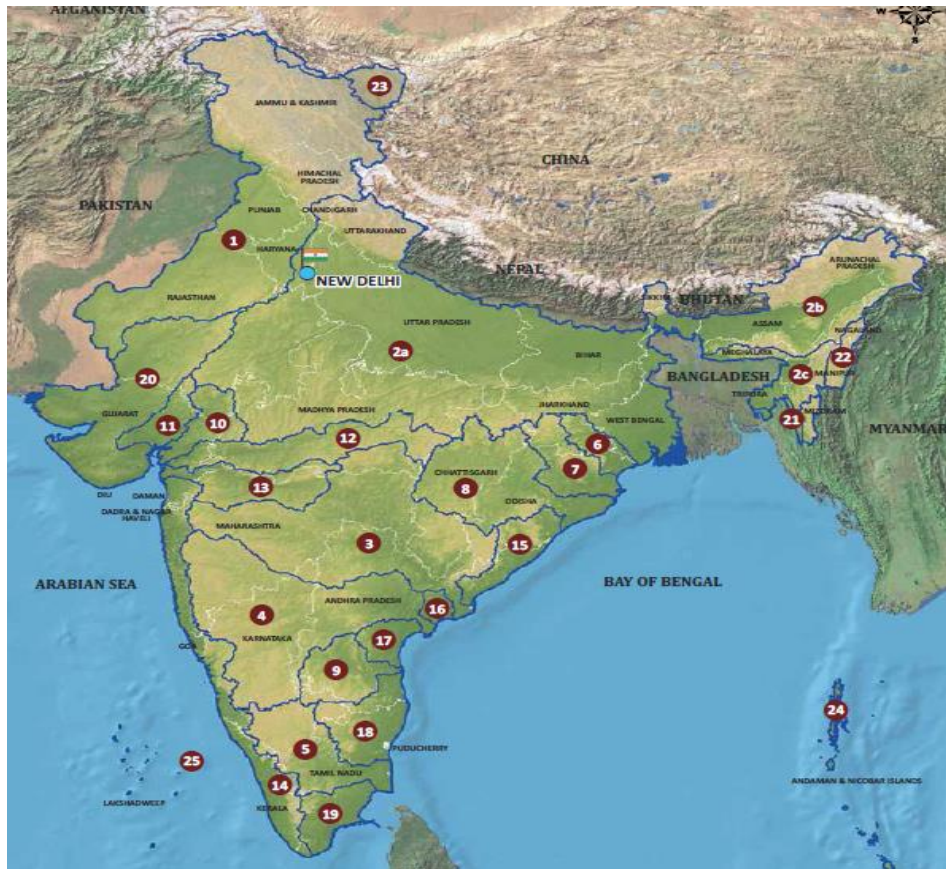 AFGANISTAN
W
S
23
JAMMU & KASHMIR
CHINA
HIMACHAL
PRADESH
PAKISTAN
PUNJAB
CHANDIGARH
UTTARAKHAND
1
HARYANA
NEPAL
NEW DELHI
ARUNACHAL
PRADESH
RAJASTHAN
SIKKIM
BHUTAN
2b
UTTAR PRADESH
ASSAM
NAGALAND
2a
BIHAR
MEGHALAYA
22
20
BANGLADESH
2c
MANIPUR
TRIPURA
GUJARAT
MADHYA PRADESH
JHARKHAND
MIZORAM
11
10
WEST BENGAL
21
MYANMAR
12
6
7
CHHATTISGARH
8
13
DIU
DAMAN
ODISHA
DADRA & NAGAR
HAVELI
MAHARASHTRA
3
15
ARABIAN SEA
BAY OF BENGAL
ANDHRA PRADESH
16
4
KARNATAKA
17
GOA
9
24
18
5
PUDUCHERRY
25
TAMIL NADU
14
ANDAMAN & NICOBAR ISLANDS
LAKSHADWEEP
KERALA
19